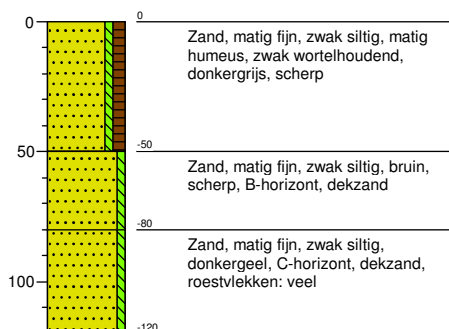 0
0
Zand, matig fijn, zwak siltig, matig
humeus, zwak wortelhoudend,
donkergrijs, scherp
50
-50
Zand, matig fijn, zwak siltig, bruin,
scherp, B-horizont, dekzand
-80
Zand, matig fijn, zwak siltig,
donkergeel, C-horizont, dekzand,
roestvlekken: veel
100
-120